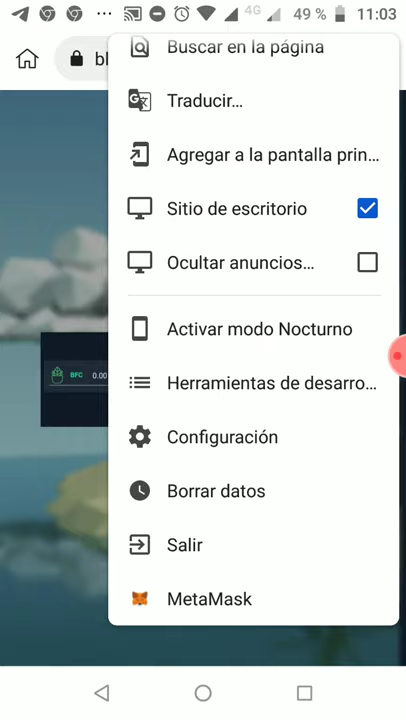 4G 49 % 11:03
bl
Buscar en la página
Traducir...
Agregar a la pantalla prin...
Sitio de escritorio
Ocultar anuncios...
Activar modo Nocturno
BFC 0.00
Herramientas de desarro...
Configuración
Borrar datos
Salir
MetaMask